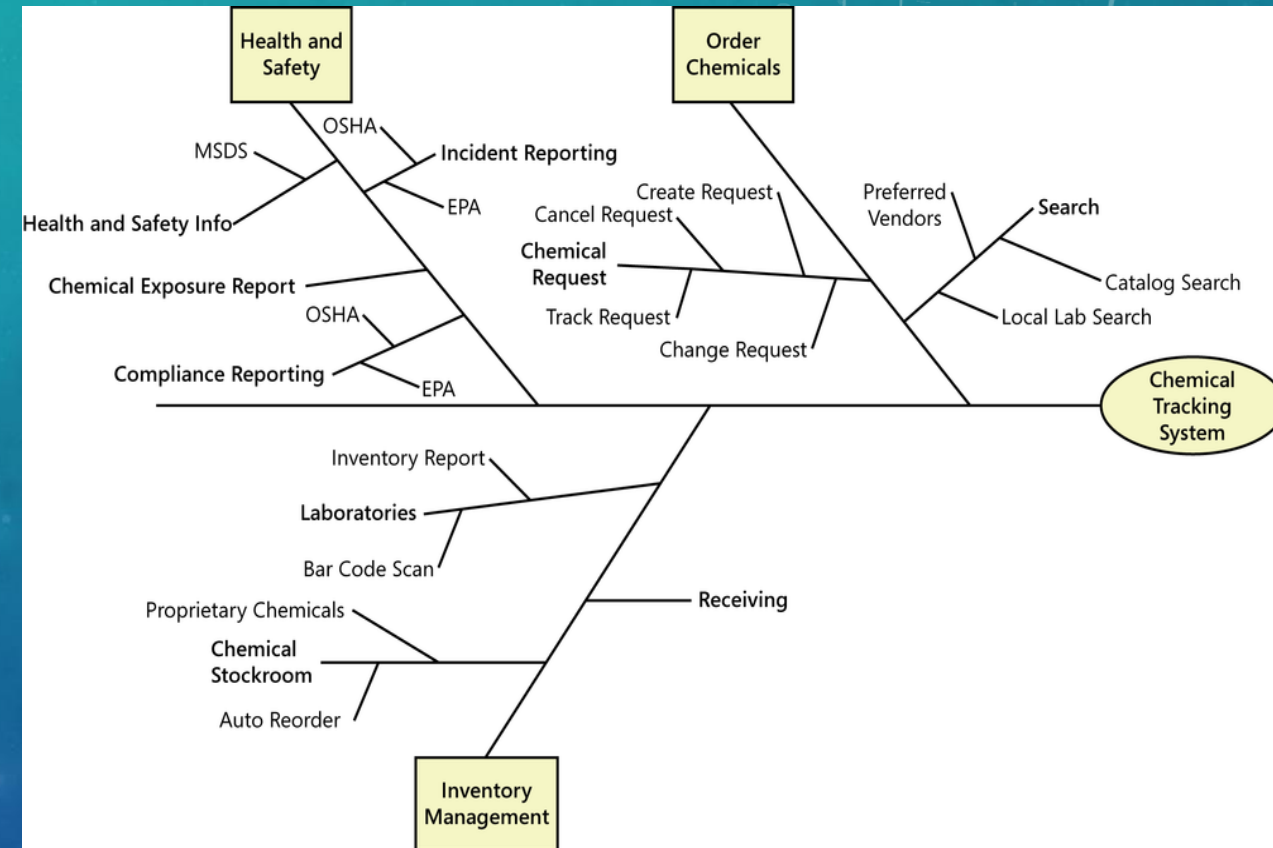 Health and
Safety
Order
Chemicals
OSHA
MSDS
Incident Reporting
EPA
Health and Safety Info
Chemical Exposure Report
OSHA
Compliance Reporting
EPA
Create Request
Cancel Request
Chemical
Request
Track Request
Change Request
Preferred
Vendors
Search
Catalog Search
Local Lab Search
Chemical
Tracking
System
Inventory Report
Laboratories
Bar Code Scan
Proprietary Chemicals
Chemical
Stockroom
Auto Reorder
Receiving
Inventory
Management